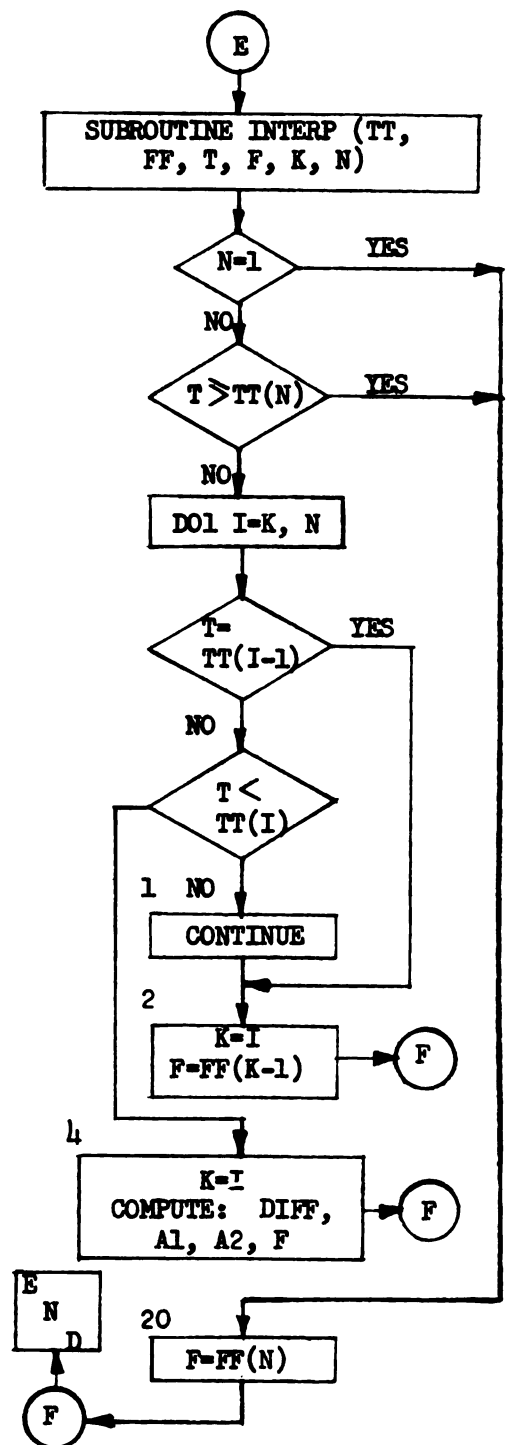 E
SUBROUTINE INTERP (TT,
FF, T, F, K, N)
N=1
YES
NO
T ⩾ TT(N)
YES
NO
DO1 I=K, N
T=
TT(I-1)
YES
NO
T <
TT(I)
1 NO
CONTINUE
2
K=I
F=FF(K-1)
F
4
K=I
COMPUTE: DIFF,
A1, A2, F
F
E
N
D
20
F=FF(N)
F